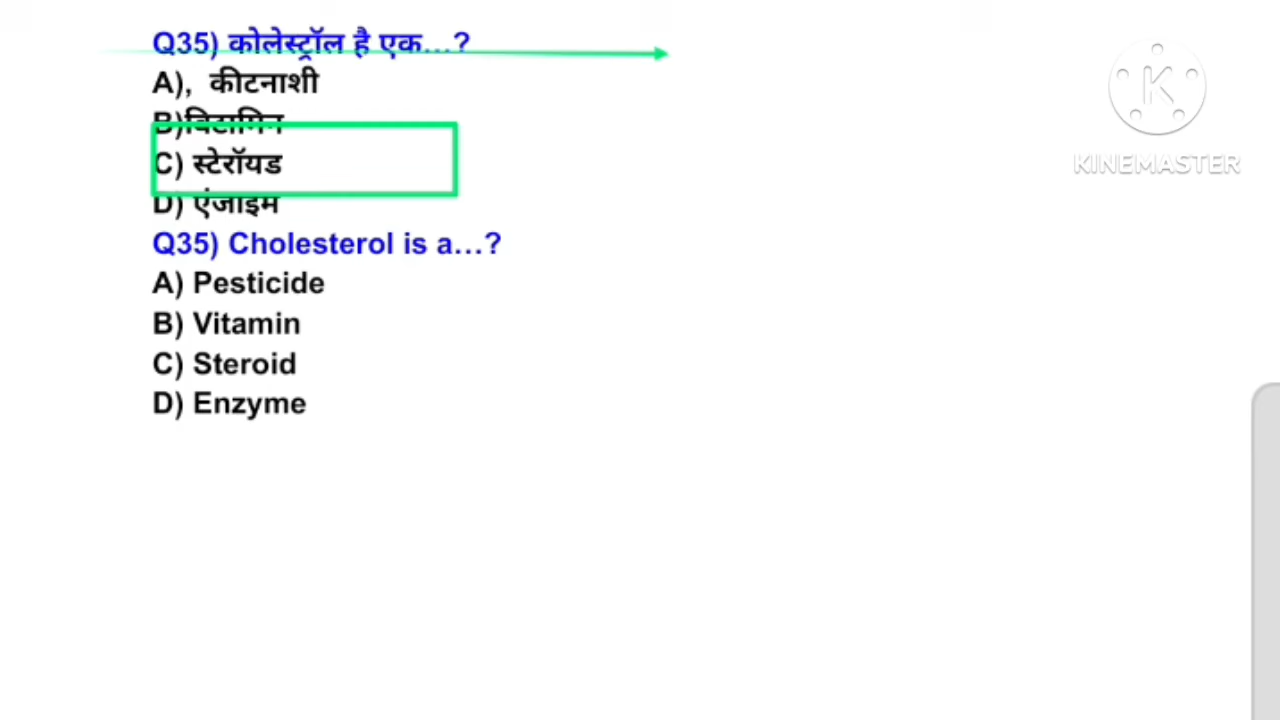 Q35) कोलेस्ट्रॉल है एक...?
A),  कीटनाशी
B)विटामिन
C) स्टेरॉयड
D) एंजाइम
Q35) Cholesterol is a...?
A) Pesticide
B) Vitamin
C) Steroid
D) Enzyme
K
KINEMASTER